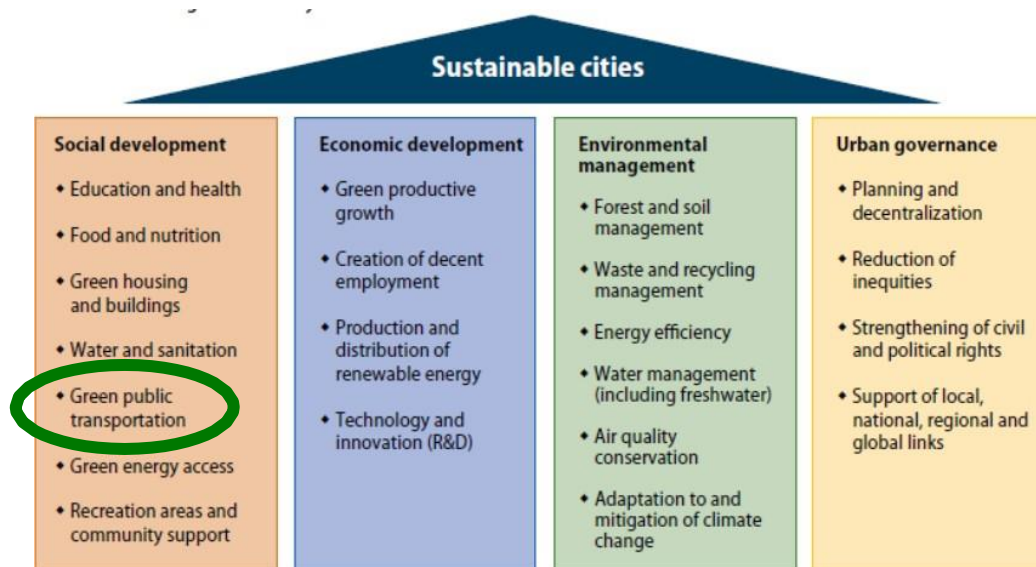 Sustainable cities
Social development
◆ Education and health
◆ Food and nutrition
◆ Green housing
and buildings
◆ Water and sanitation
◆ Green public
transportation
◆ Green energy access
◆ Recreation areas and
community support
Economic development
◆ Green productive
growth
◆ Creation of decent
employment
◆ Production and
distribution of
renewable energy
◆ Technology and
innovation (R&D)
Environmental
management
◆ Forest and soil
management
◆ Waste and recycling
management
◆ Energy efficiency
◆ Water management
(including freshwater)
◆ Air quality
conservation
◆ Adaptation to and
mitigation of climate
change
Urban governance
◆ Planning and
decentralization
◆ Reduction of
inequities
◆ Strengthening of civil
and political rights
◆ Support of local,
national, regional and
global links